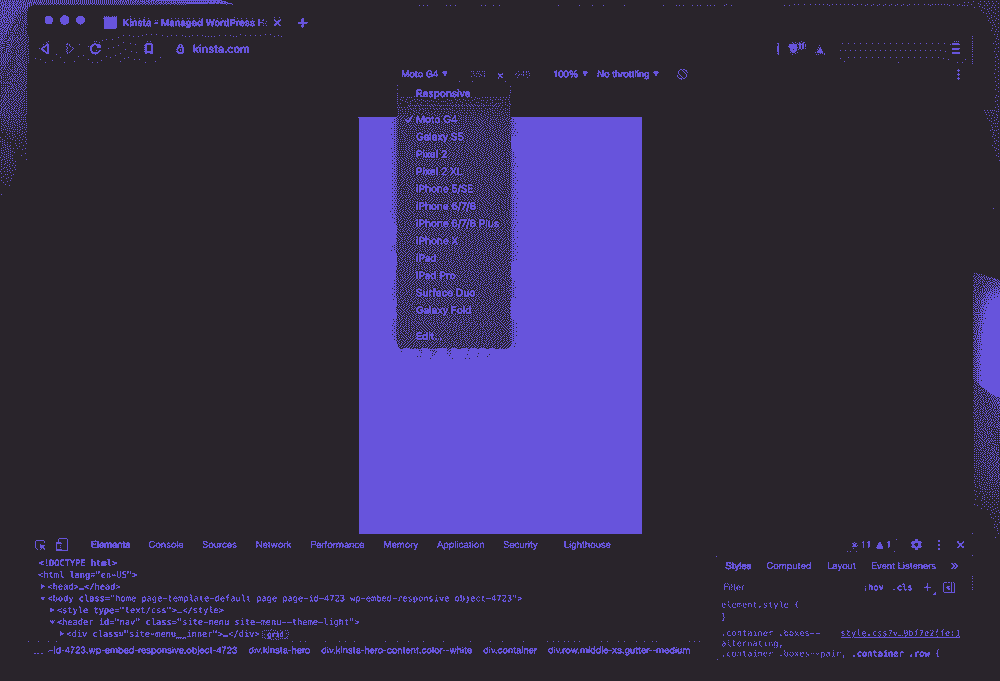 Kinsta - Managed WordPress H
kinsta.com
Moto G4 ▾ 360 × 640 100% ▾ No throttling ▾
Responsive
✓ Moto G4
Galaxy S5
Pixel 2
Pixel 2 XL
iPhone 5/SE
iPhone 6/7/8
iPhone 6/7/8 Plus
iPhone X
iPad
iPad Pro
Surface Duo
Galaxy Fold
Edit...
Elements Console Sources Network Performance Memory Application Security Lighthouse 11 1
<!DOCTYPE html>
<html lang="en-US">
▶<head>…</head>
▼<body class="home page-template-default page page-id-4723 wp-embed-responsive object-4723">
▶<style type="text/css">…</style>
▼<header id="nav" class="site-menu site-menu--theme-light">
▶<div class="site-menu__inner">…</div> grid
... -id-4723.wp-embed-responsive.object-4723 div.kinsta-hero div.kinsta-hero-content.color--white div.container div.row.middle-xs.gutter--medium
Styles Computed Layout Event Listeners »
Filter :hov .cls +
element.style {
}
.container .boxes--alternating,
.container .boxes--pair, .container .row {